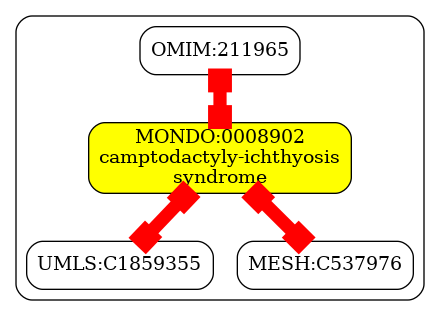 OMIM:211965
MONDO:0008902
camptodactyly-ichthyosis
syndrome
UMLS:C1859355
MESH:C537976